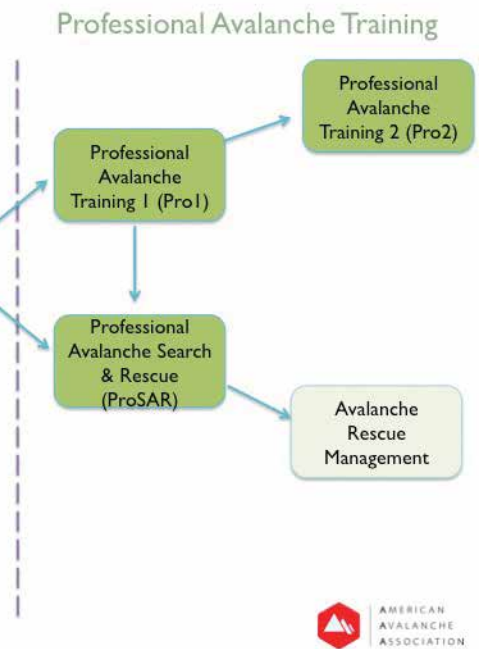 Professional Avalanche Training
Professional
Avalanche
Training 2 (Pro2)
Professional
Avalanche
Training 1 (Pro1)
Professional
Avalanche Search
& Rescue
(ProSAR)
Avalanche
Rescue
Management
AMERICAN
AVALANCHE
ASSOCIATION